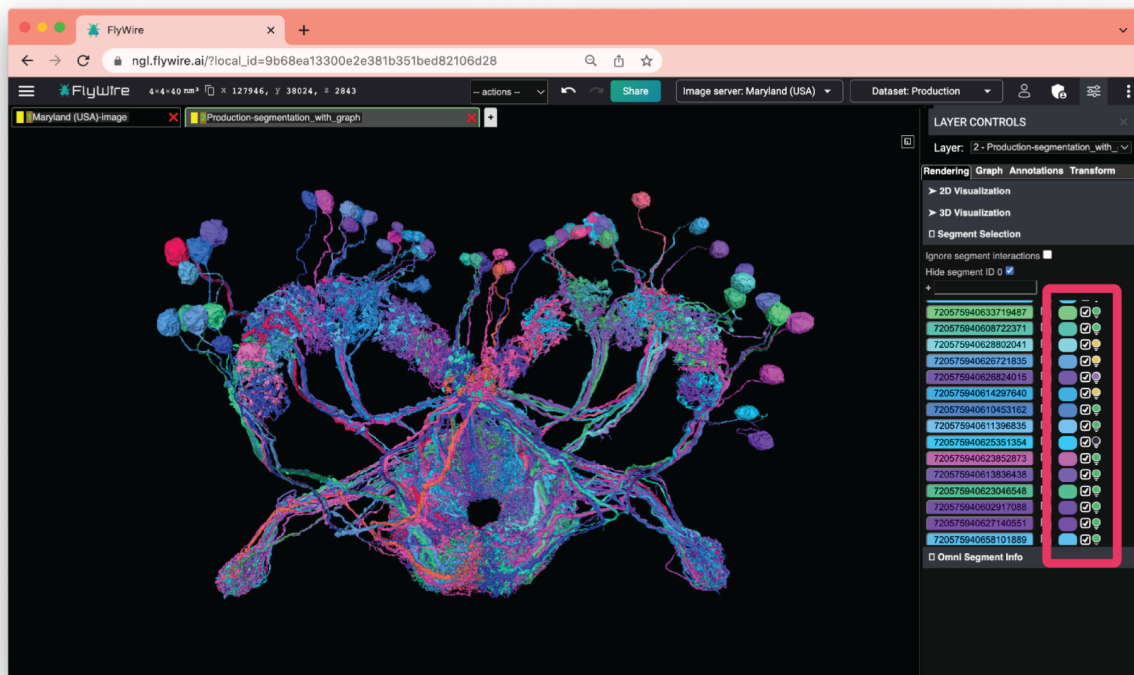 FlyWire
ngl.flywire.ai/?local_id=9b68ea13300e2e381b351bed82106d28
FlyWire 4×4×40 nm³ x 127946, y 38024, z 2843 -- actions -- Share Image server: Maryland (USA) Dataset: Production
Maryland (USA)-image Production-segmentation_with_graph +
LAYER CONTROLS
Layer: 2 - Production-segmentation_with_
Rendering Graph Annotations Transform
2D Visualization
3D Visualization
Segment Selection
Ignore segment interactions
Hide segment ID 0
+
720575940633719487
720575940608722371
720575940628802041
720575940626721835
720575940626824015
720575940614297640
720575940610453162
720575940611396835
720575940625351354
720575940623852873
720575940613836438
720575940623046548
720575940602917088
720575940627140551
720575940658101889
Omni Segment Info